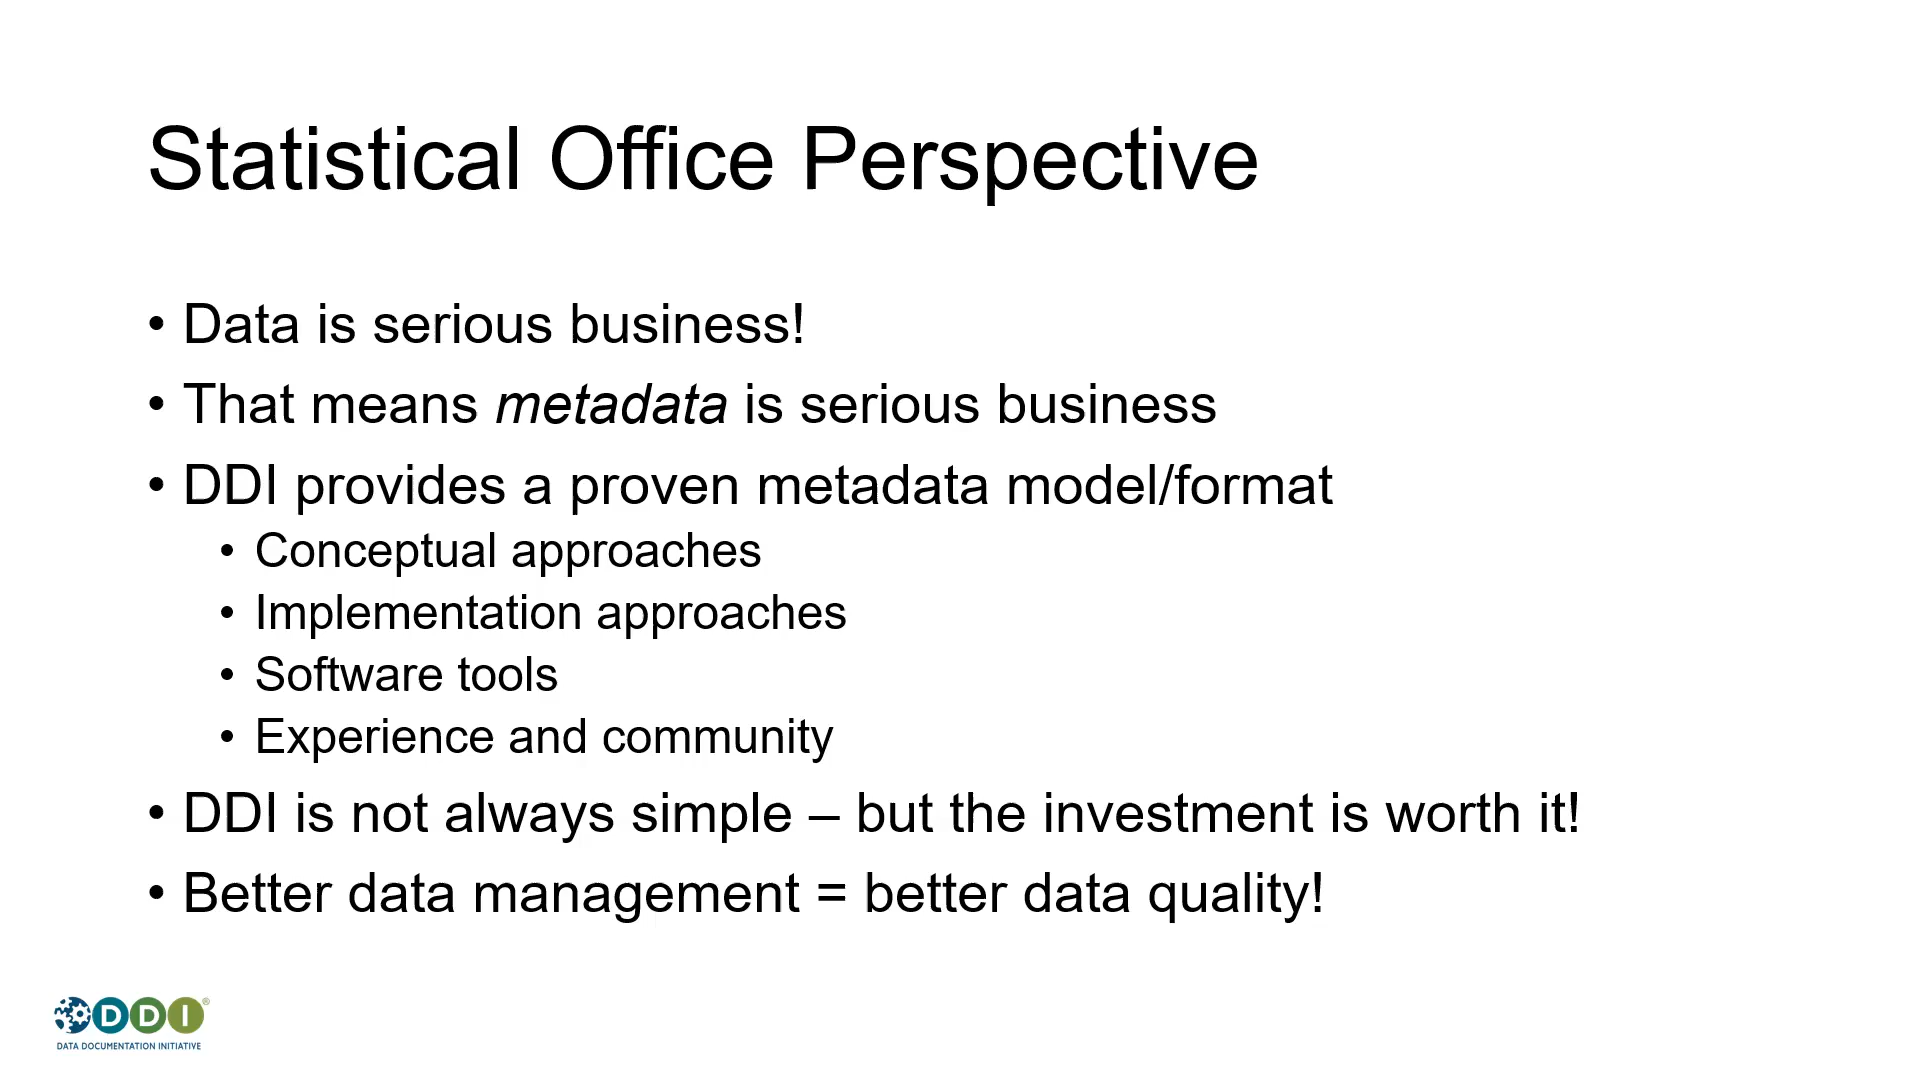 Statistical Office Perspective
• Data is serious business!
• That means metadata is serious business
• DDI provides a proven metadata model/format
• Conceptual approaches
• Implementation approaches
• Software tools
• Experience and community
• DDI is not always simple – but the investment is worth it!
• Better data management = better data quality!
DDI®
DATA DOCUMENTATION INITIATIVE